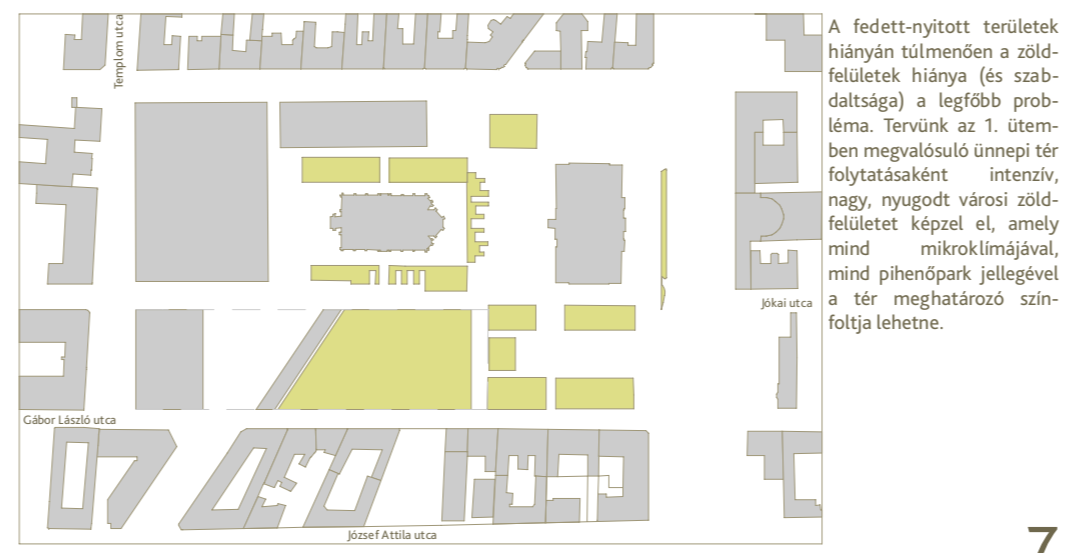 Templom utca
A fedett-nyitott területek
hiányán túlmenően a zöld-
felületek hiánya (és szab-
daltsága) a legfőbb prob-
léma. Tervünk az 1. ütem-
ben megvalósuló ünnepi tér
folytatásaként intenzív,
nagy, nyugodt városi zöld-
felületet képzel el, amely
mind mikroklímájával,
mind pihenőpark jellegével
a tér meghatározó szín-
foltja lehetne.
Jókai utca
Gábor László utca
József Attila utca
7